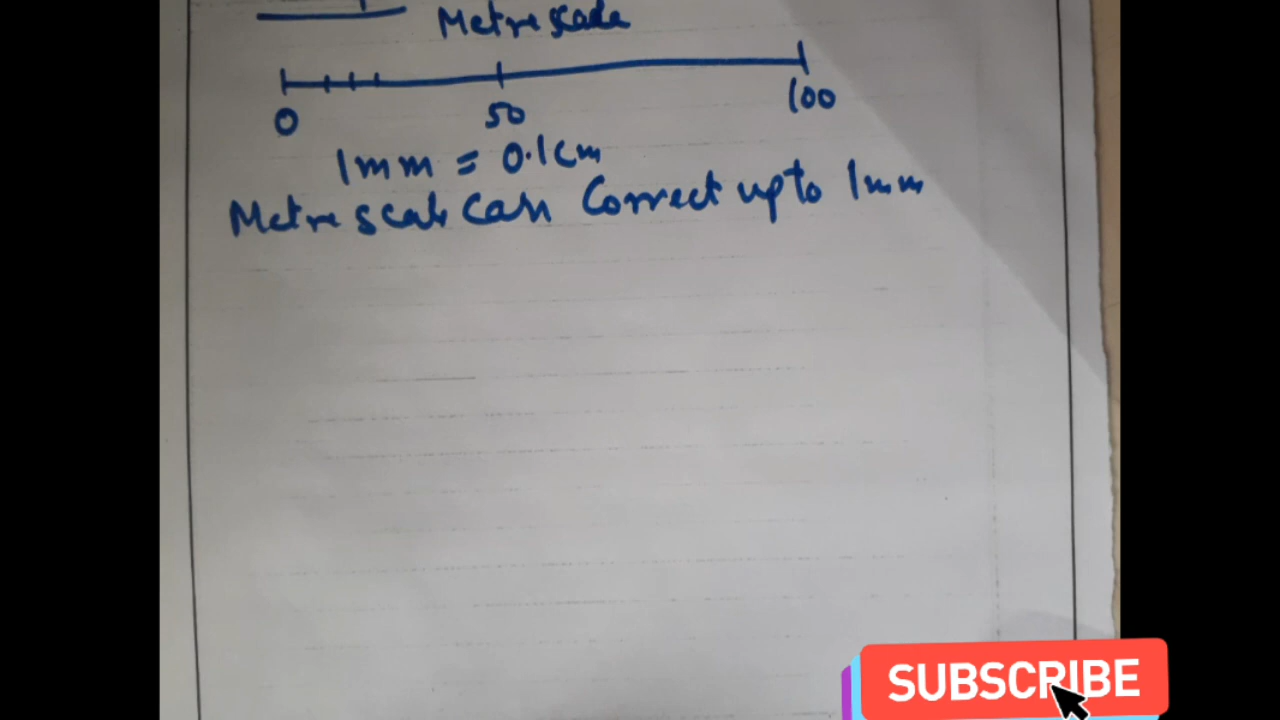 Metre scale
0 50 100
1mm = 0.1cm
Metre scale can correct upto 1mm
SUBSCRIBE